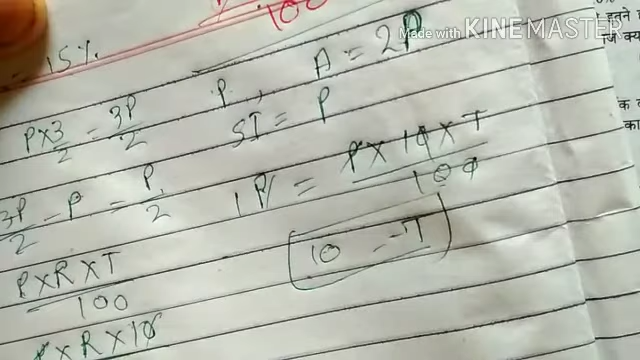 100
Made with KINEMASTER
= 15%
P, A = 2P
P×3/2 = 3P/2 SI = P
3P/2 - P = P/2 1P = P×10×T/100
10 = T
P×R×T/100
P×R×10